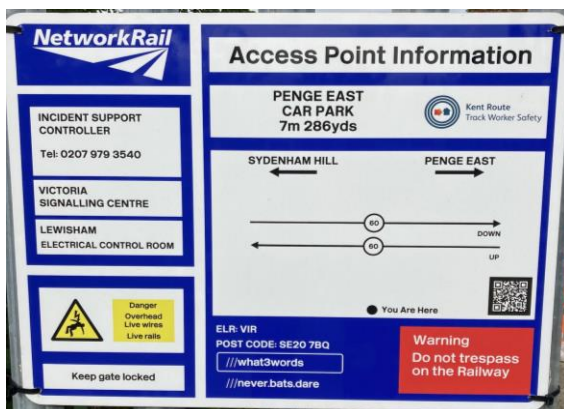 NetworkRail
INCIDENT SUPPORT
CONTROLLER
Tel: 0207 979 3540
VICTORIA
SIGNALLING CENTRE
LEWISHAM
ELECTRICAL CONTROL ROOM
Danger
Overhead
Live wires
Live rails
Keep gate locked
Access Point Information
PENGE EAST
CAR PARK
7m 286yds
Kent Route
Track Worker Safety
SYDENHAM HILL
PENGE EAST
60
DOWN
60
UP
You Are Here
ELR: VIR
POST CODE: SE20 7BQ
///what3words
///never.bats.dare
Warning
Do not trespass
on the Railway